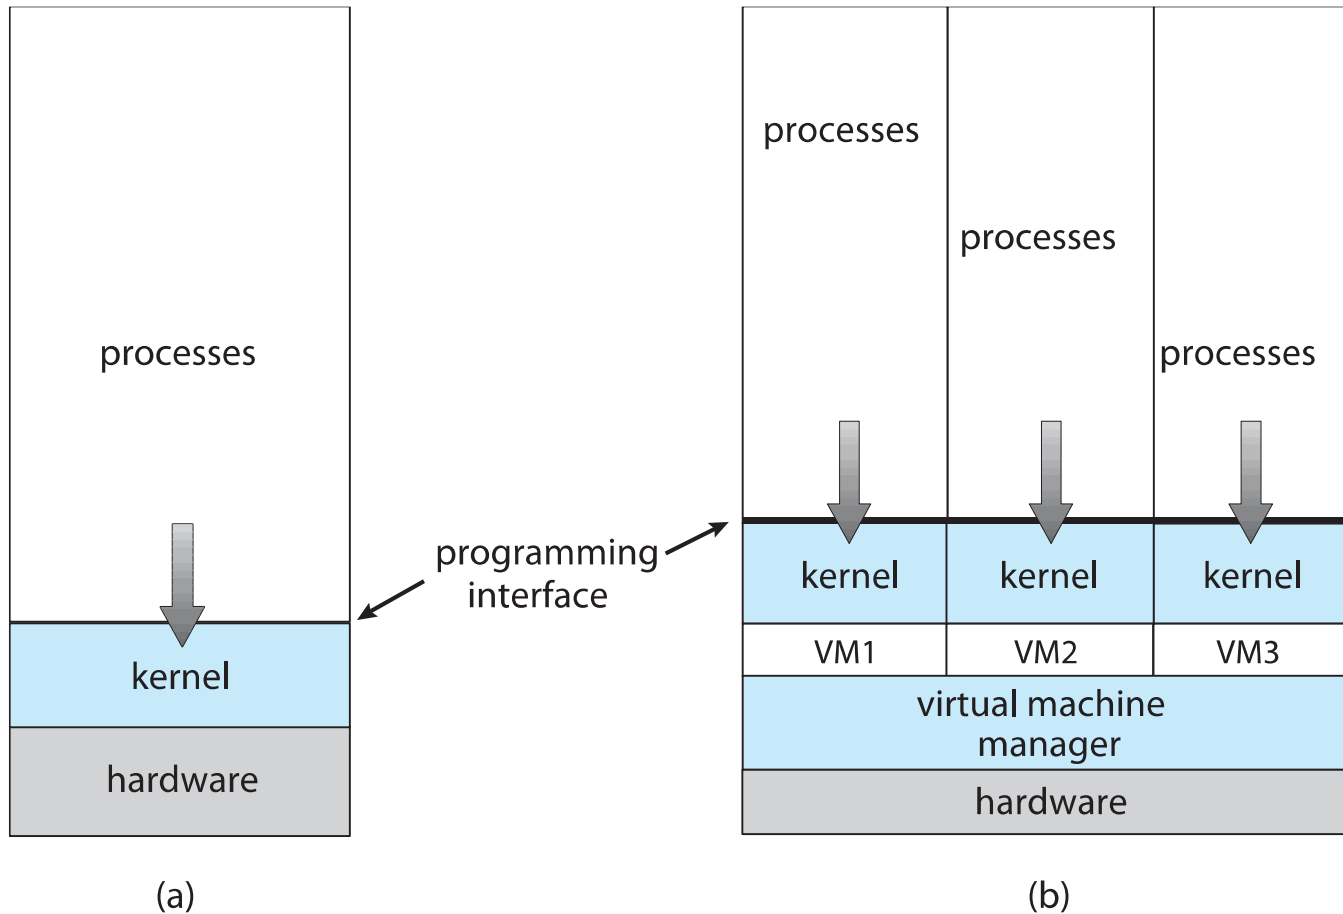 processes
kernel
hardware
(a)
programming
interface
processes
processes
processes
kernel kernel kernel
VM1 VM2 VM3
virtual machine
manager
hardware
(b)